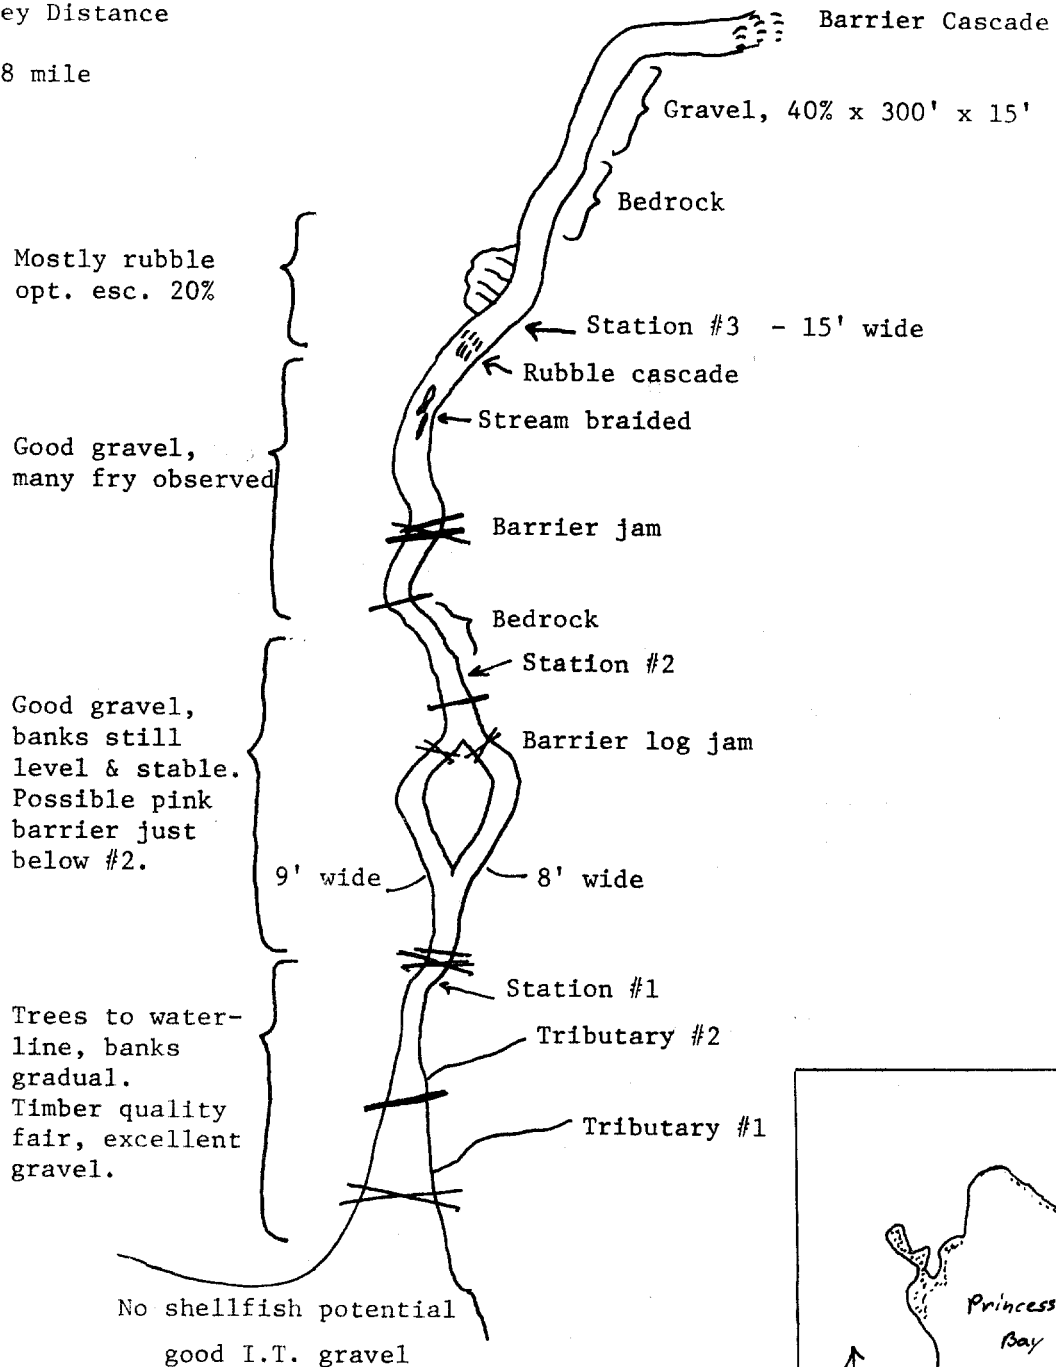 ey Distance
Barrier Cascade
8 mile
Gravel, 40% x 300' x 15'
Bedrock
Mostly rubble
opt. esc. 20%
Station #3 - 15' wide
Rubble cascade
Stream braided
Good gravel,
many fry observed
Barrier jam
Bedrock
Station #2
Good gravel,
banks still
level & stable.
Possible pink
barrier just
below #2.
Barrier log jam
9' wide
8' wide
Station #1
Trees to water-
line, banks
gradual.
Timber quality
fair, excellent
gravel.
Tributary #2
Tributary #1
No shellfish potential
good I.T. gravel
Princess
Bay